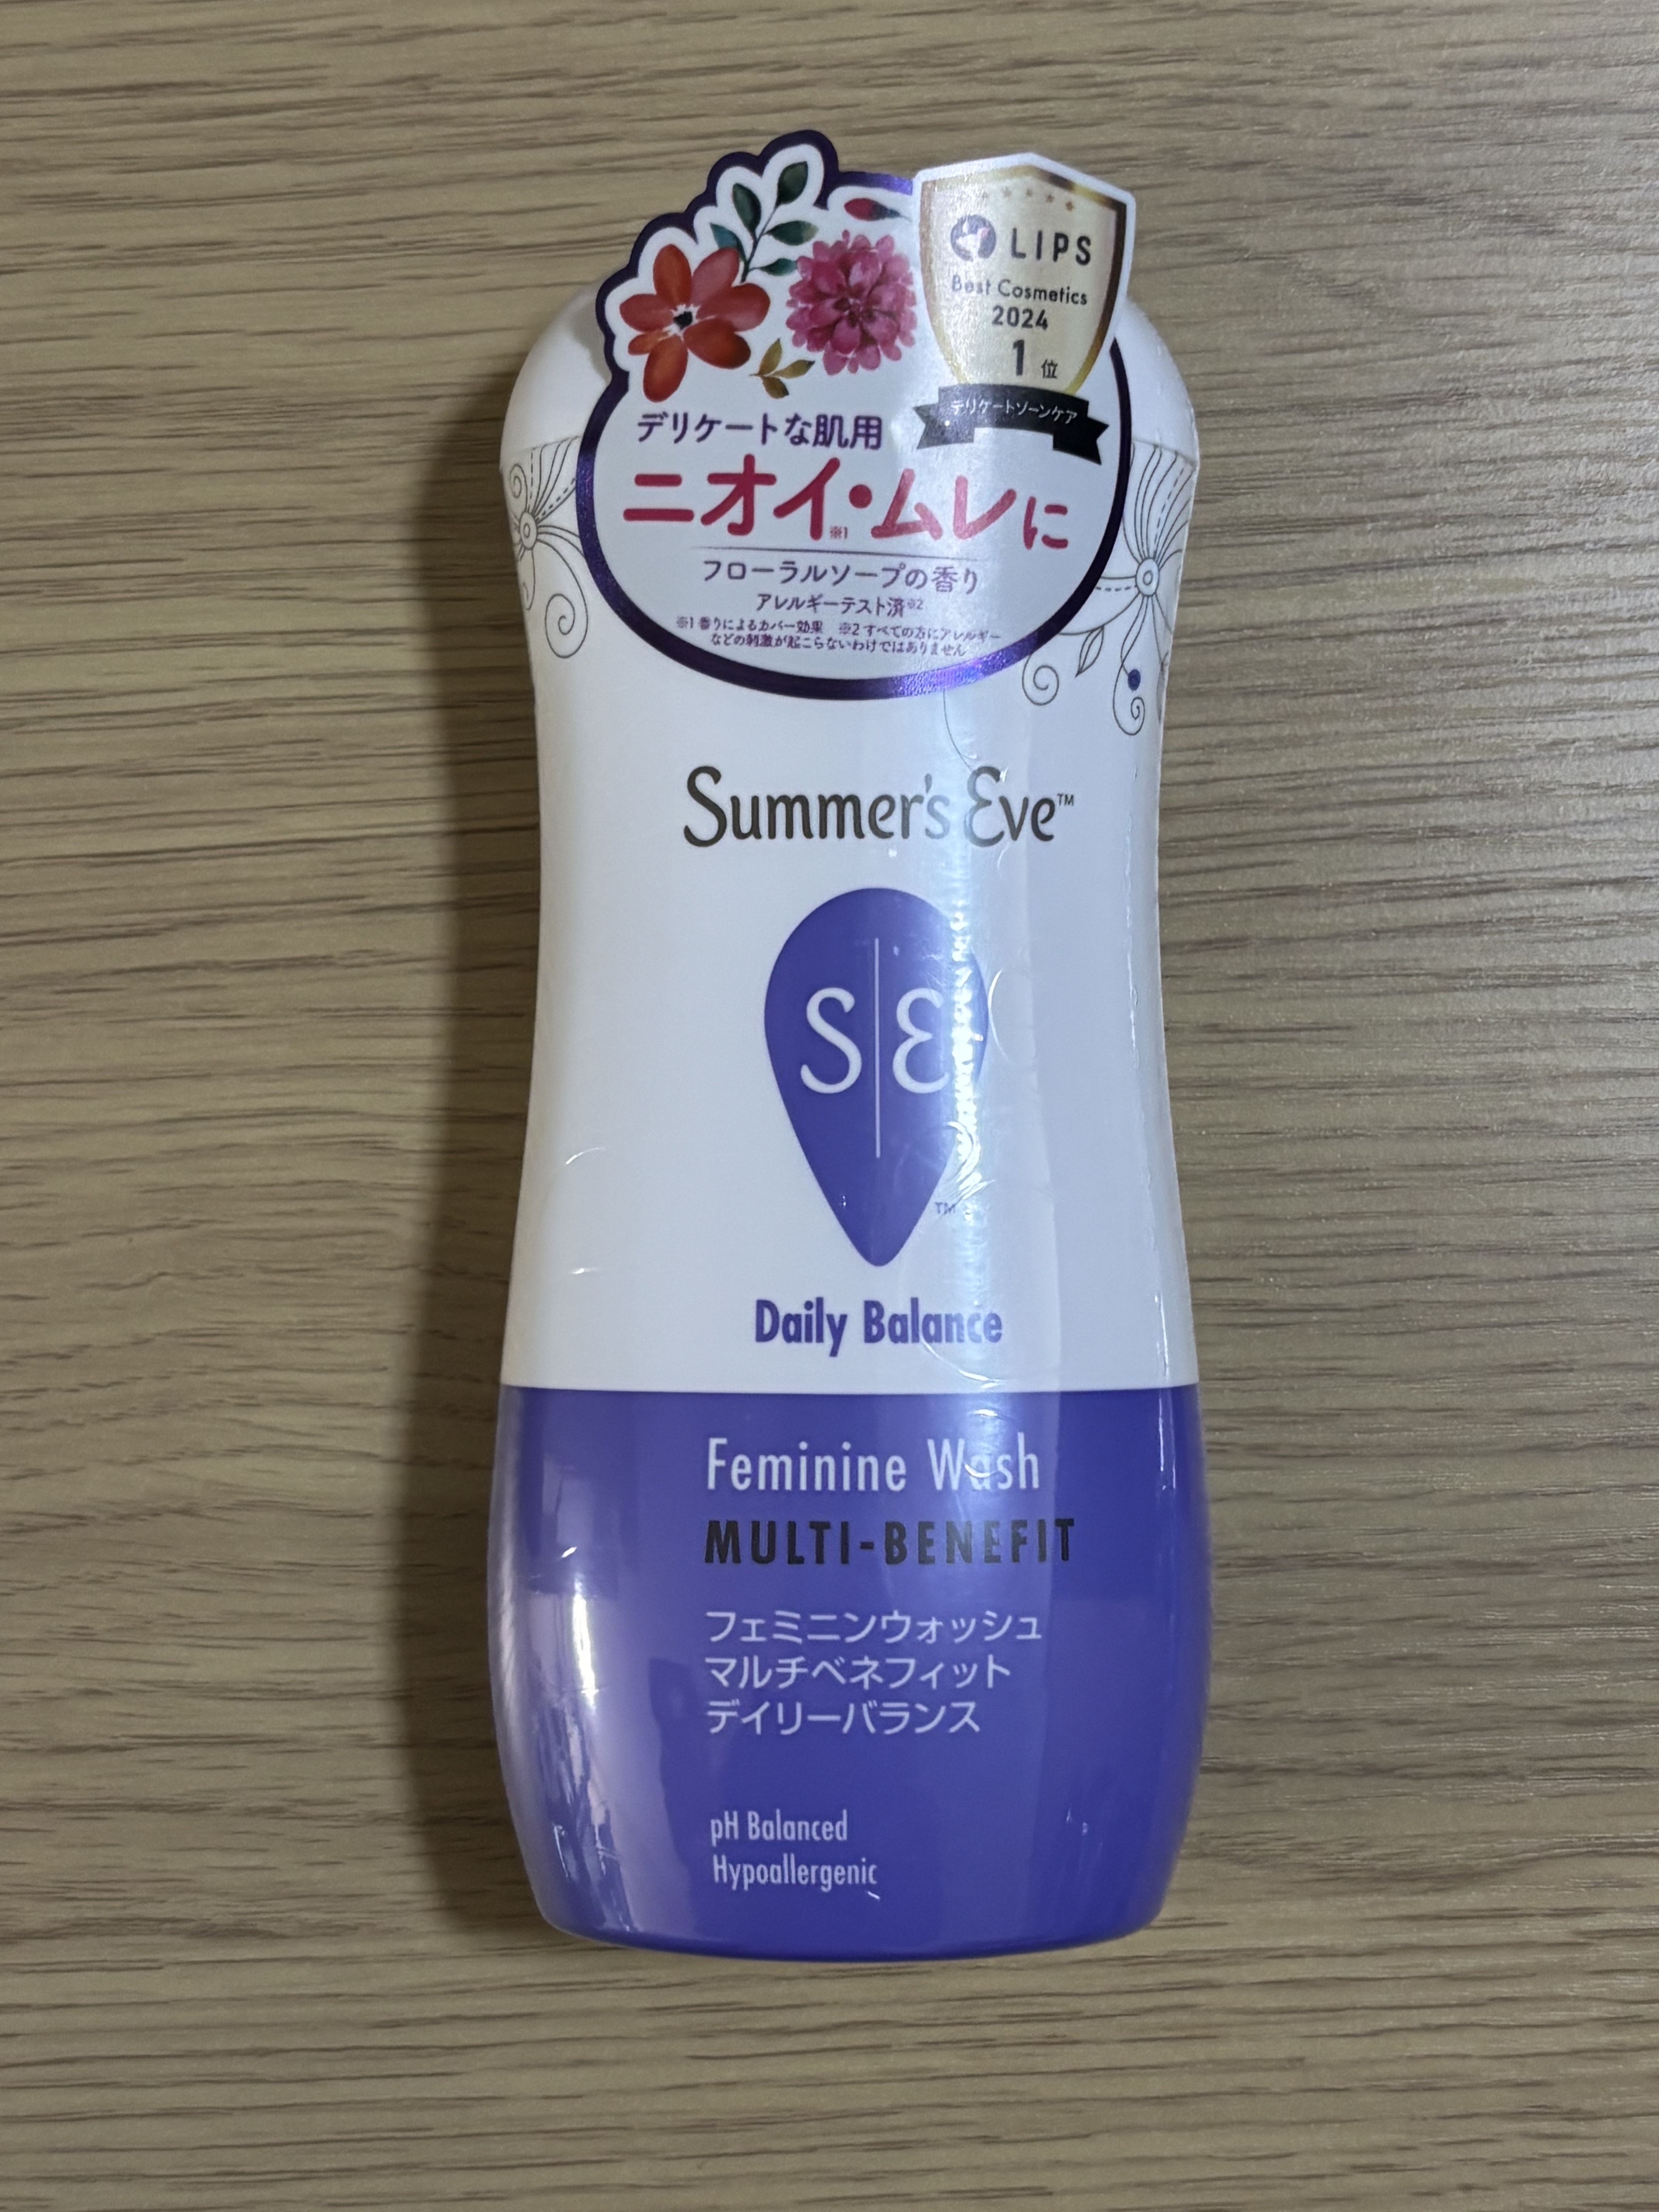 LIPS
Best Cosmetics
2024
1位
デリケートゾーンケア
デリケートな肌用
ニオイ・ムレに
※1
フローラルソープの香り
アレルギーテスト済※2
※1 香りによるカバー効果 ※2 すべての方にアレルギー
などの刺激が起こらないわけではありません
Summer's Eve™
S|E
™
Daily Balance
Feminine Wash
MULTI-BENEFIT
フェミニンウォッシュ
マルチベネフィット
デイリーバランス
pH Balanced
Hypoallergenic